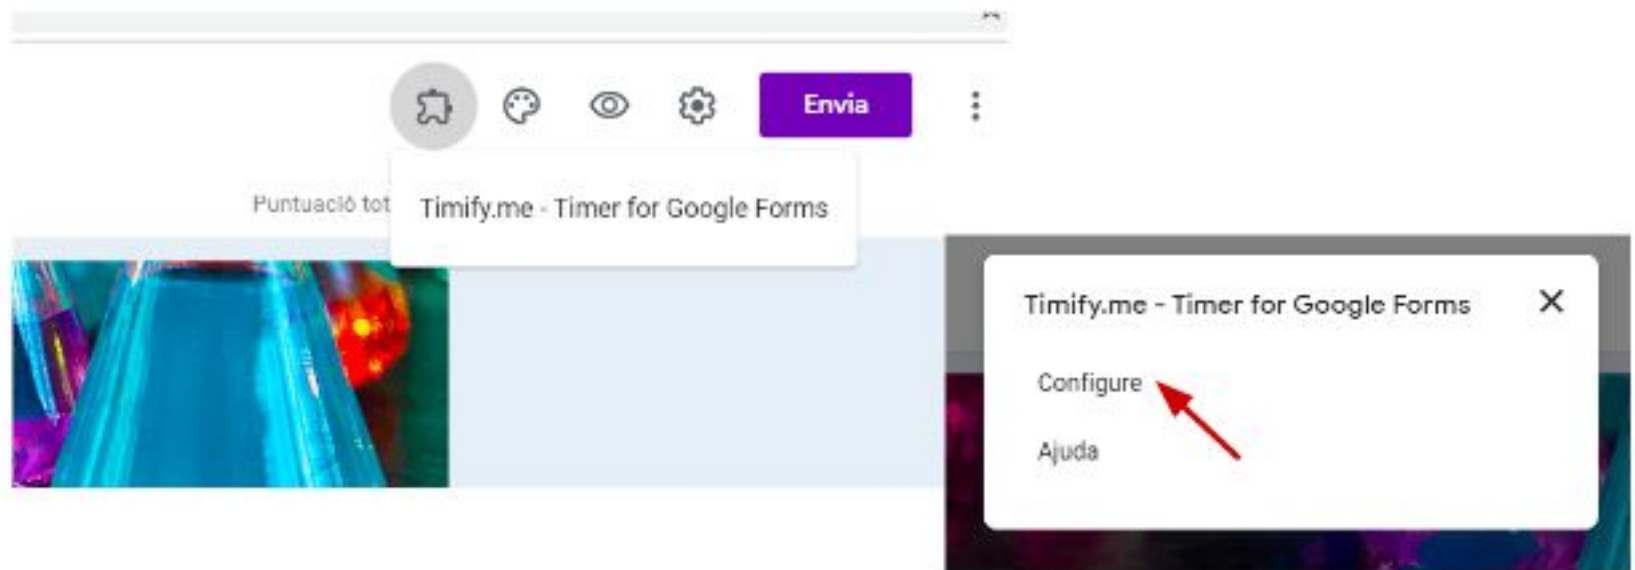 Envia
Puntuació tot
Timify.me - Timer for Google Forms
Timify.me - Timer for Google Forms
Configure
Ajuda